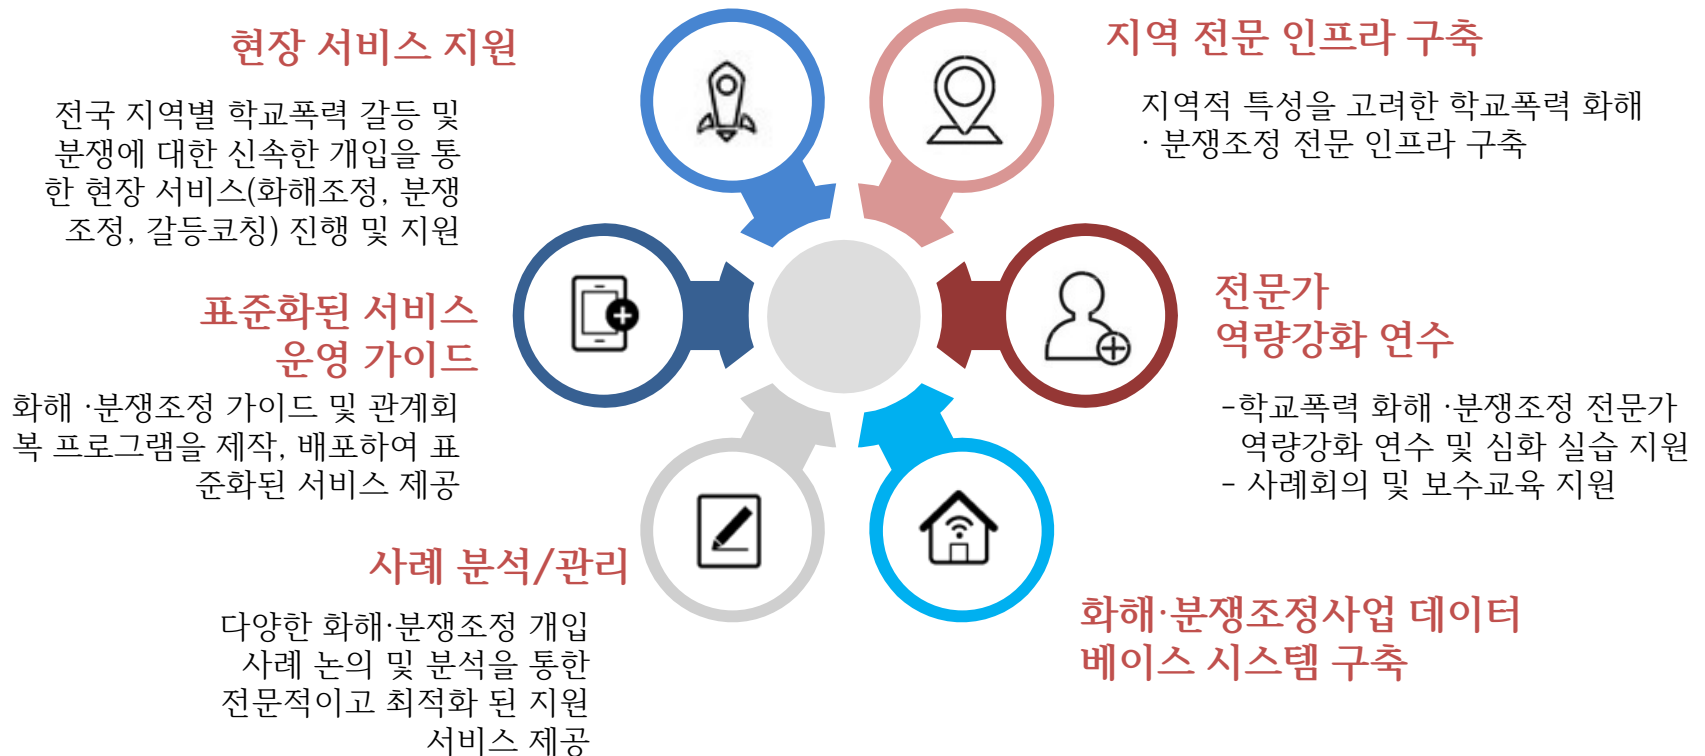 현장 서비스 지원
전국 지역별 학교폭력 갈등 및
분쟁에 대한 신속한 개입을 통
한 현장 서비스(화해조정, 분쟁
조정, 갈등코칭) 진행 및 지원
지역 전문 인프라 구축
지역적 특성을 고려한 학교폭력 화해
· 분쟁조정 전문 인프라 구축
표준화된 서비스
운영 가이드
화해 ·분쟁조정 가이드 및 관계회
복 프로그램을 제작, 배포하여 표
준화된 서비스 제공
전문가
역량강화 연수
-학교폭력 화해 ·분쟁조정 전문가
역량강화 연수 및 심화 실습 지원
- 사례회의 및 보수교육 지원
사례 분석/관리
다양한 화해·분쟁조정 개입
사례 논의 및 분석을 통한
전문적이고 최적화 된 지원
서비스 제공
화해·분쟁조정사업 데이터
베이스 시스템 구축